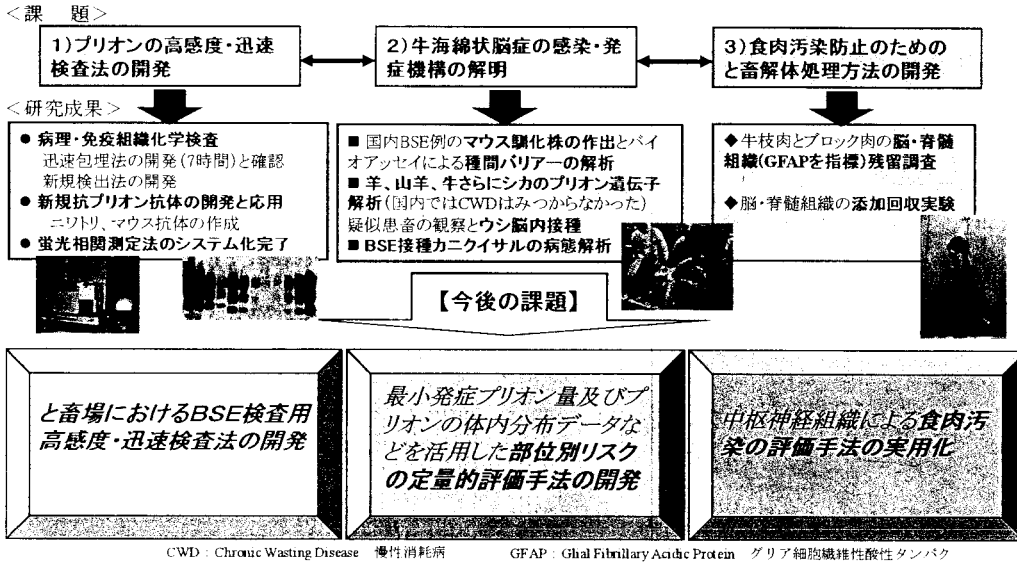 ＜課　題＞
1)プリオンの高感度・迅速
検査法の開発
2)牛海綿状脳症の感染・発
症機構の解明
3)食肉汚染防止のための
と畜解体処理方法の開発
＜研究成果＞
● 病理・免疫組織化学検査
迅速包埋法の開発(7時間)と確認
新規検出法の開発
● 新規抗プリオン抗体の開発と応用
ニワトリ、マウス抗体の作成
● 蛍光相関測定法のシステム化完了
■ 国内BSE例のマウス馴化株の作出とバイ
オアッセイによる種間バリアーの解析
■ 羊、山羊、牛さらにシカのプリオン遺伝子
解析(国内ではCWDはみつからなかった)
疑似患畜の観察とウシ脳内接種
■ BSE接種カニクイサルの病態解析
◆牛枝肉とブロック肉の脳・脊髄
組織(GFAPを指標)残留調査
◆脳・脊髄組織の添加回収実験
【今後の課題】
と畜場におけるBSE検査用
高感度・迅速検査法の開発
最小発症プリオン量及びプ
リオンの体内分布データな
どを活用した部位別リスク
の定量的評価手法の開発
中枢神経組織による食肉汚
染の評価手法の実用化
CWD : Chronic Wasting Disease　慢性消耗病　GFAP : Glial Fibrillary Acidic Protein　グリア細胞繊維性酸性タンパク